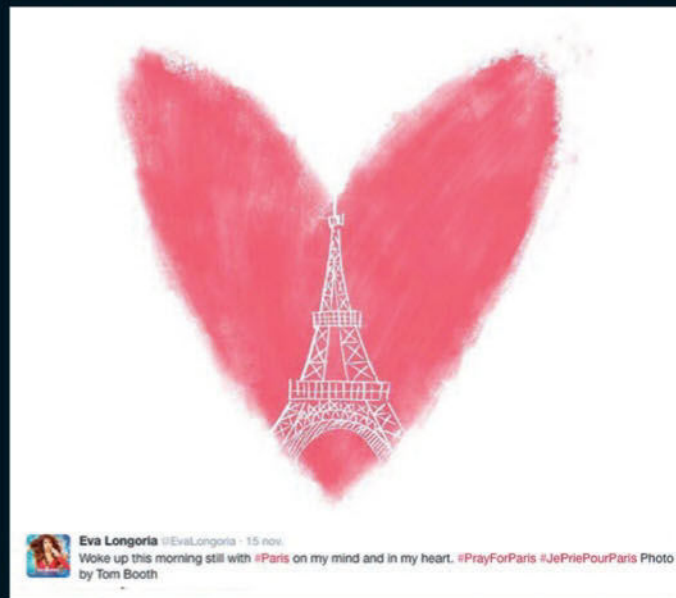 Eva Longoria @EvaLongoria · 15 nov.
Woke up this morning still with #Paris on my mind and in my heart. #PrayForParis #JePriePourParis Photo
by Tom Booth